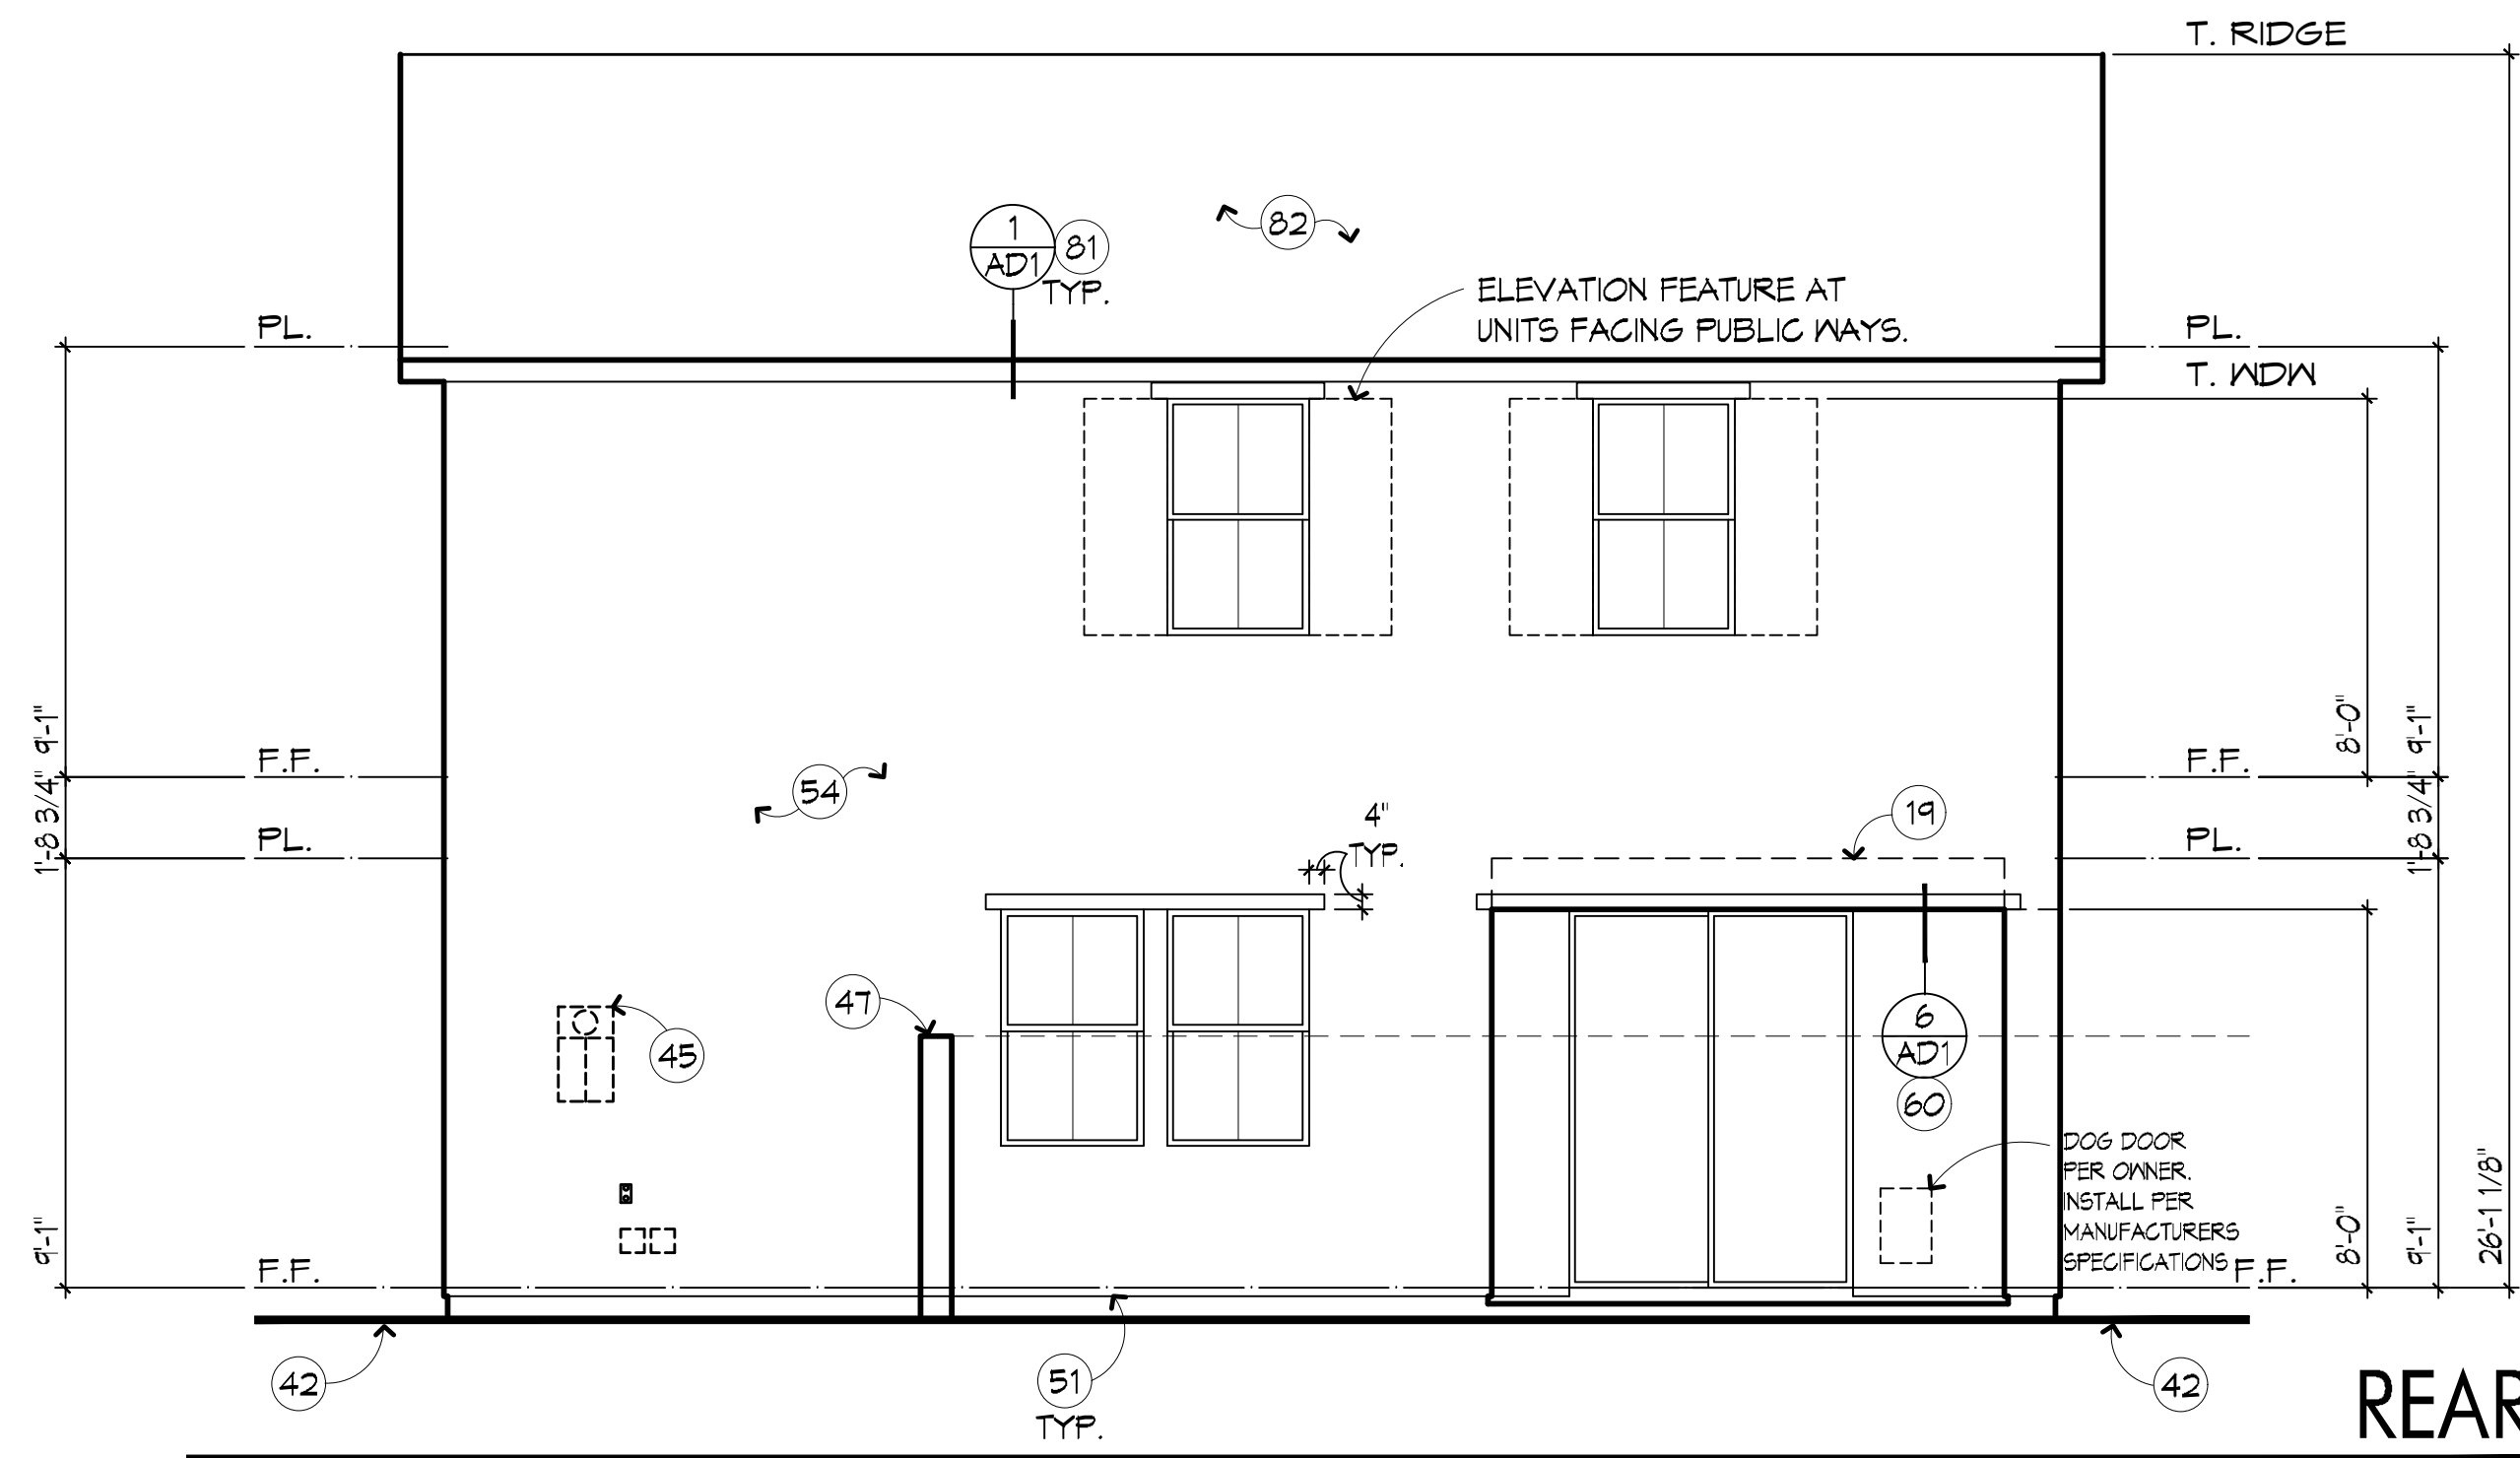 T. RIDGE
82
1
AD1
81
TYP.
ELEVATION FEATURE AT
UNITS FACING PUBLIC WAYS.
PL.
PL.
T. WDW
9'-1"
8'-0"
9'-1"
F.F.
F.F.
54
1'-8 3/4"
1'-8 3/4"
4"
TYP.
19
PL.
PL.
47
45
6
AD1
60
DOG DOOR
PER OWNER.
INSTALL PER
MANUFACTURERS
SPECIFICATIONS
9'-1"
8'-0"
9'-1"
26'-1 1/8"
F.F.
F.F.
42
51
TYP.
42
REAR